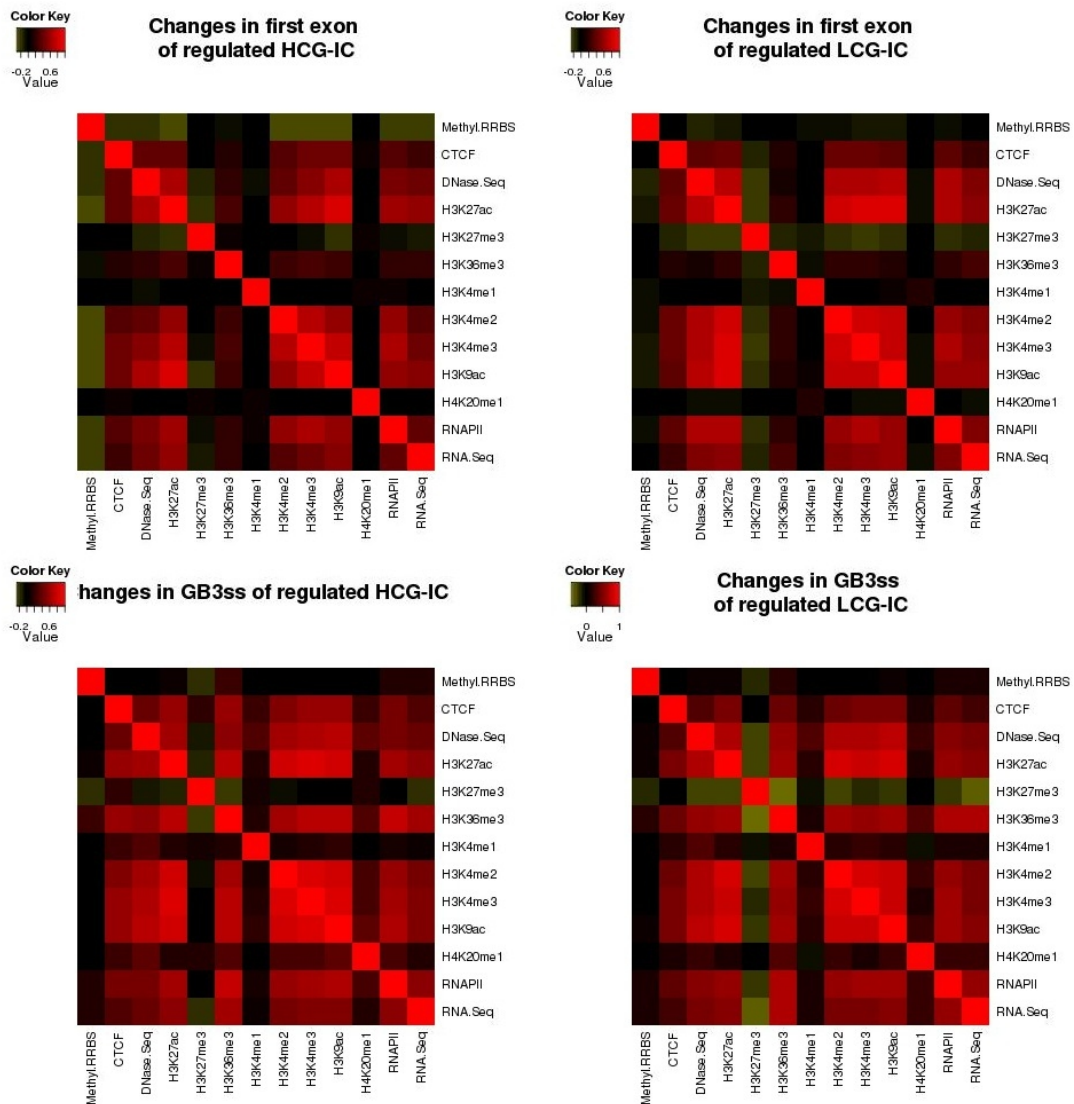 Color Key
-0.2 0.6
Value
Changes in first exon
of regulated HCG-IC
Methyl.RRBS
CTCF
DNase.Seq
H3K27ac
H3K27me3
H3K36me3
H3K4me1
H3K4me2
H3K4me3
H3K9ac
H4K20me1
RNAPII
RNA.Seq
Methyl.RRBS
CTCF
DNase.Seq
H3K27ac
H3K27me3
H3K36me3
H3K4me1
H3K4me2
H3K4me3
H3K9ac
H4K20me1
RNAPII
RNA.Seq
Color Key
-0.2 0.6
Value
Changes in first exon
of regulated LCG-IC
Methyl.RRBS
CTCF
DNase.Seq
H3K27ac
H3K27me3
H3K36me3
H3K4me1
H3K4me2
H3K4me3
H3K9ac
H4K20me1
RNAPII
RNA.Seq
Methyl.RRBS
CTCF
DNase.Seq
H3K27ac
H3K27me3
H3K36me3
H3K4me1
H3K4me2
H3K4me3
H3K9ac
H4K20me1
RNAPII
RNA.Seq
Color Key
-0.2 0.6
Value
hanges in GB3ss of regulated HCG-IC
Methyl.RRBS
CTCF
DNase.Seq
H3K27ac
H3K27me3
H3K36me3
H3K4me1
H3K4me2
H3K4me3
H3K9ac
H4K20me1
RNAPII
RNA.Seq
Methyl.RRBS
CTCF
DNase.Seq
H3K27ac
H3K27me3
H3K36me3
H3K4me1
H3K4me2
H3K4me3
H3K9ac
H4K20me1
RNAPII
RNA.Seq
Color Key
0 1
Value
Changes in GB3ss
of regulated LCG-IC
Methyl.RRBS
CTCF
DNase.Seq
H3K27ac
H3K27me3
H3K36me3
H3K4me1
H3K4me2
H3K4me3
H3K9ac
H4K20me1
RNAPII
RNA.Seq
Methyl.RRBS
CTCF
DNase.Seq
H3K27ac
H3K27me3
H3K36me3
H3K4me1
H3K4me2
H3K4me3
H3K9ac
H4K20me1
RNAPII
RNA.Seq